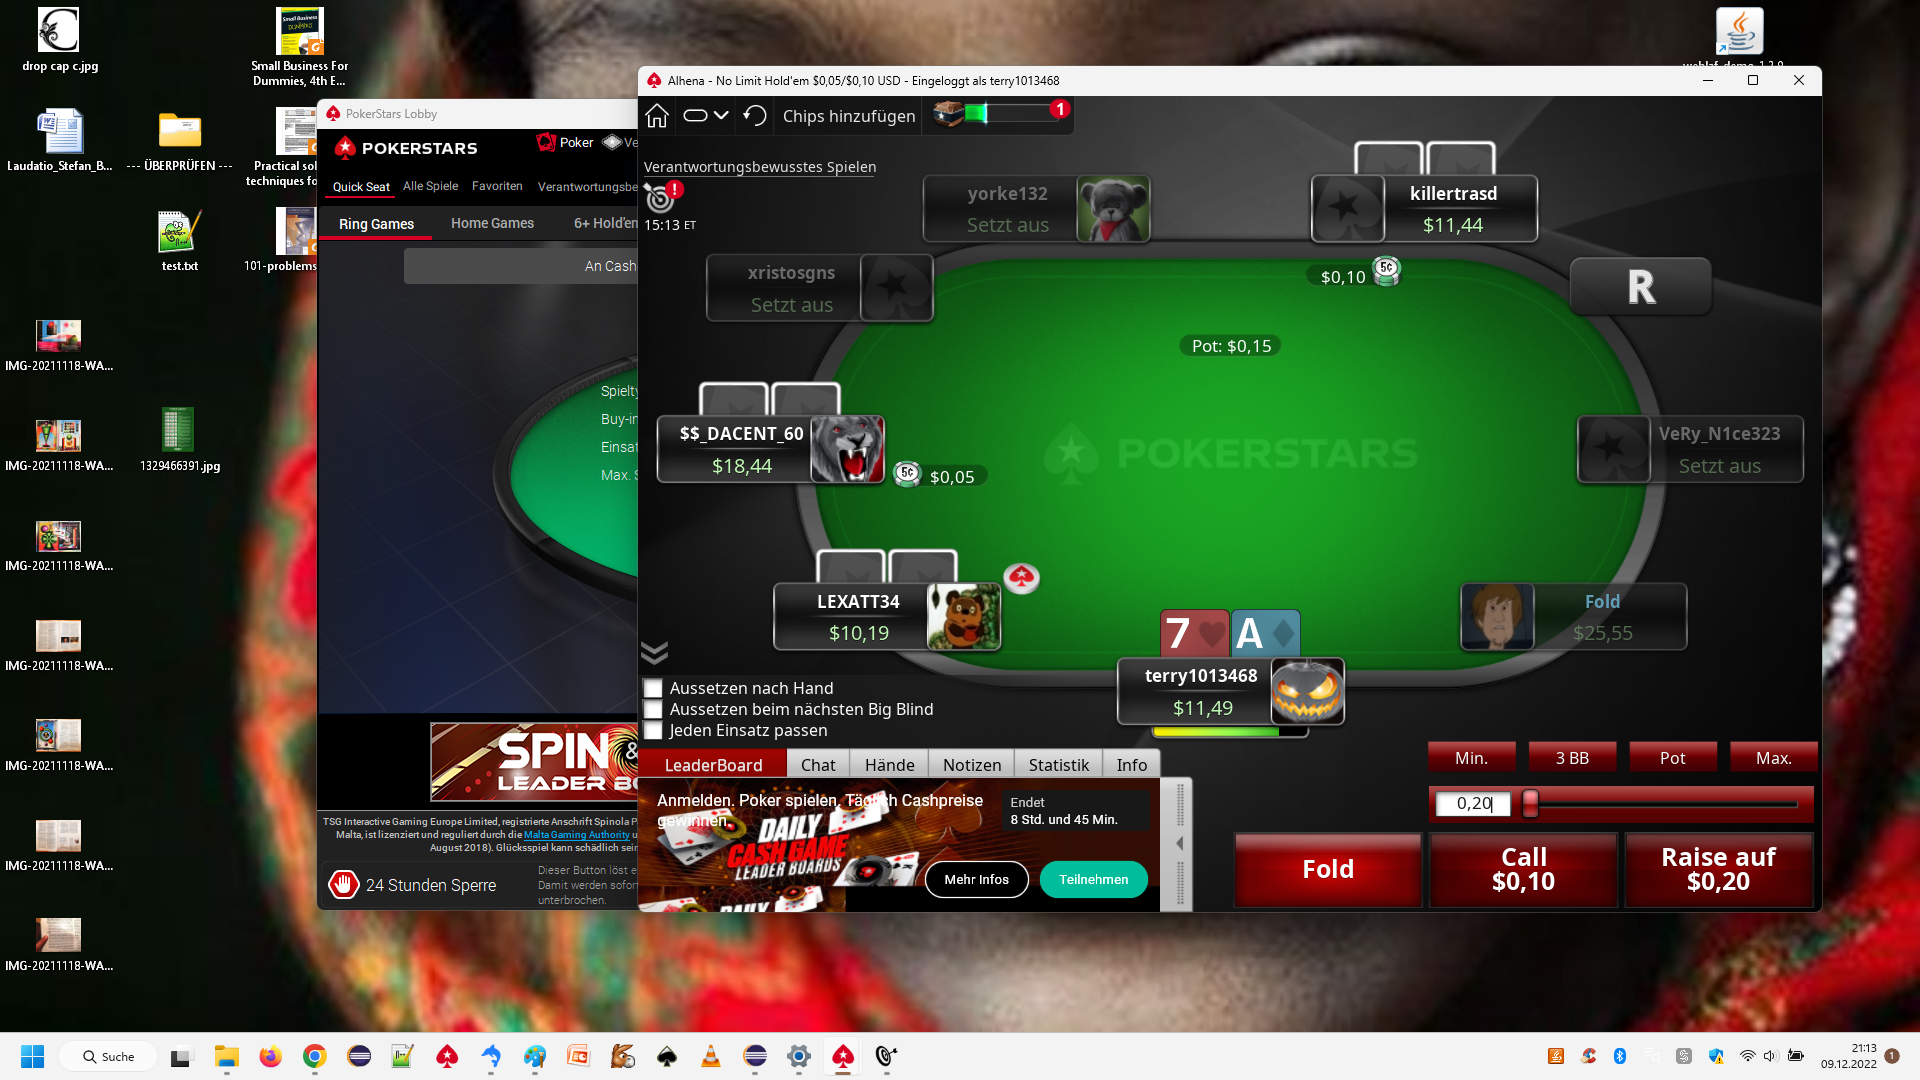 drop cap c.jpg
Small Business For
Dummies, 4th E...
Laudatio_Stefan_B...
--- ÜBERPRÜFEN ---
Practical sol
techniques fo
test.txt
101-problems
IMG-20211118-WA...
IMG-20211118-WA...
1329466391.jpg
IMG-20211118-WA...
IMG-20211118-WA...
IMG-20211118-WA...
IMG-20211118-WA...
IMG-20211118-WA...
PokerStars Lobby
POKERSTARS
Poker
Ve
Quick Seat
Alle Spiele
Favoriten
Verantwortungsbe
Ring Games
Home Games
6+ Hold'en
An Cash
Spielty
Buy-in
Einsat
Max. S
SPIN &
LEADER BO
TSG Interactive Gaming Europe Limited, registrierte Anschrift Spinola P
Malta, ist lizenziert und reguliert durch die Malta Gaming Authority u
August 2018). Glücksspiel kann schädlich sein
24 Stunden Sperre
Dieser Button löst e
Damit werden sofor
unterbrochen.
Alhena - No Limit Hold'em $0,05/$0,10 USD - Eingeloggt als terry1013468
Chips hinzufügen
1
Verantwortungsbewusstes Spielen
!
15:13 ET
yorke132
Setzt aus
killertrasd
$11,44
xristosgns
Setzt aus
$0,10
5¢
R
Pot: $0,15
$$_DACENT_60
$18,44
5¢
$0,05
POKERSTARS
VeRy_N1ce323
Setzt aus
LEXATT34
$10,19
7
A
Fold
$25,55
terry1013468
$11,49
Aussetzen nach Hand
Aussetzen beim nächsten Big Blind
Jeden Einsatz passen
LeaderBoard
Chat
Hände
Notizen
Statistik
Info
Anmelden. Poker spielen. Täglich Cashpreise
gewinnen.
Endet
8 Std. und 45 Min.
DAILY
CASH GAME
LEADER BOARDS
DAILY
Mehr Infos
Teilnehmen
Min.
3 BB
Pot
Max.
0,20
Fold
Call
$0,10
Raise auf
$0,20
Suche
21:13
09.12.2022
1